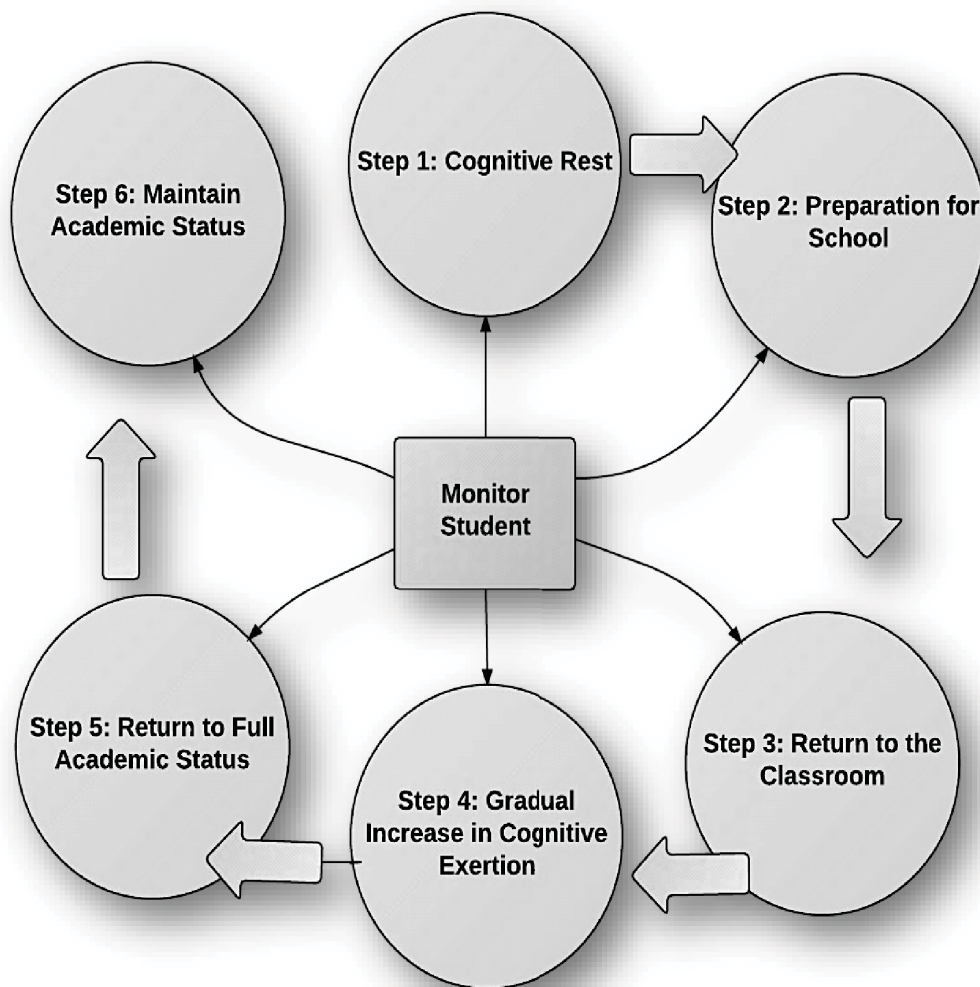 Step 1: Cognitive Rest
Step 2: Preparation for
School
Step 3: Return to the
Classroom
Step 4: Gradual
Increase in Cognitive
Exertion
Step 5: Return to Full
Academic Status
Step 6: Maintain
Academic Status
Monitor
Student